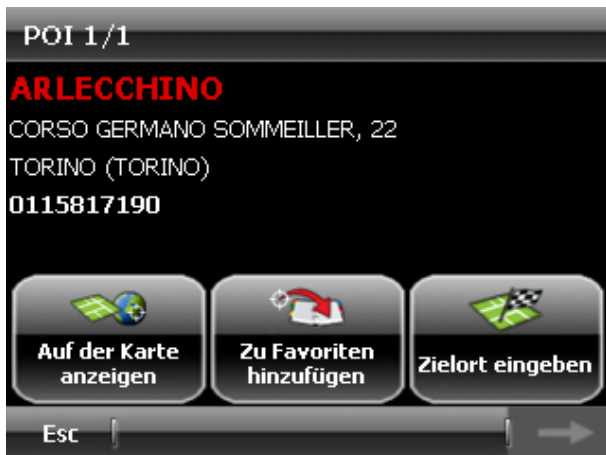 POI 1/1
ARLECCHINO
CORSO GERMANO SOMMEILLER, 22
TORINO (TORINO)
0115817190
Auf der Karte
anzeigen
Zu Favoriten
hinzufügen
Zielort eingeben
Esc